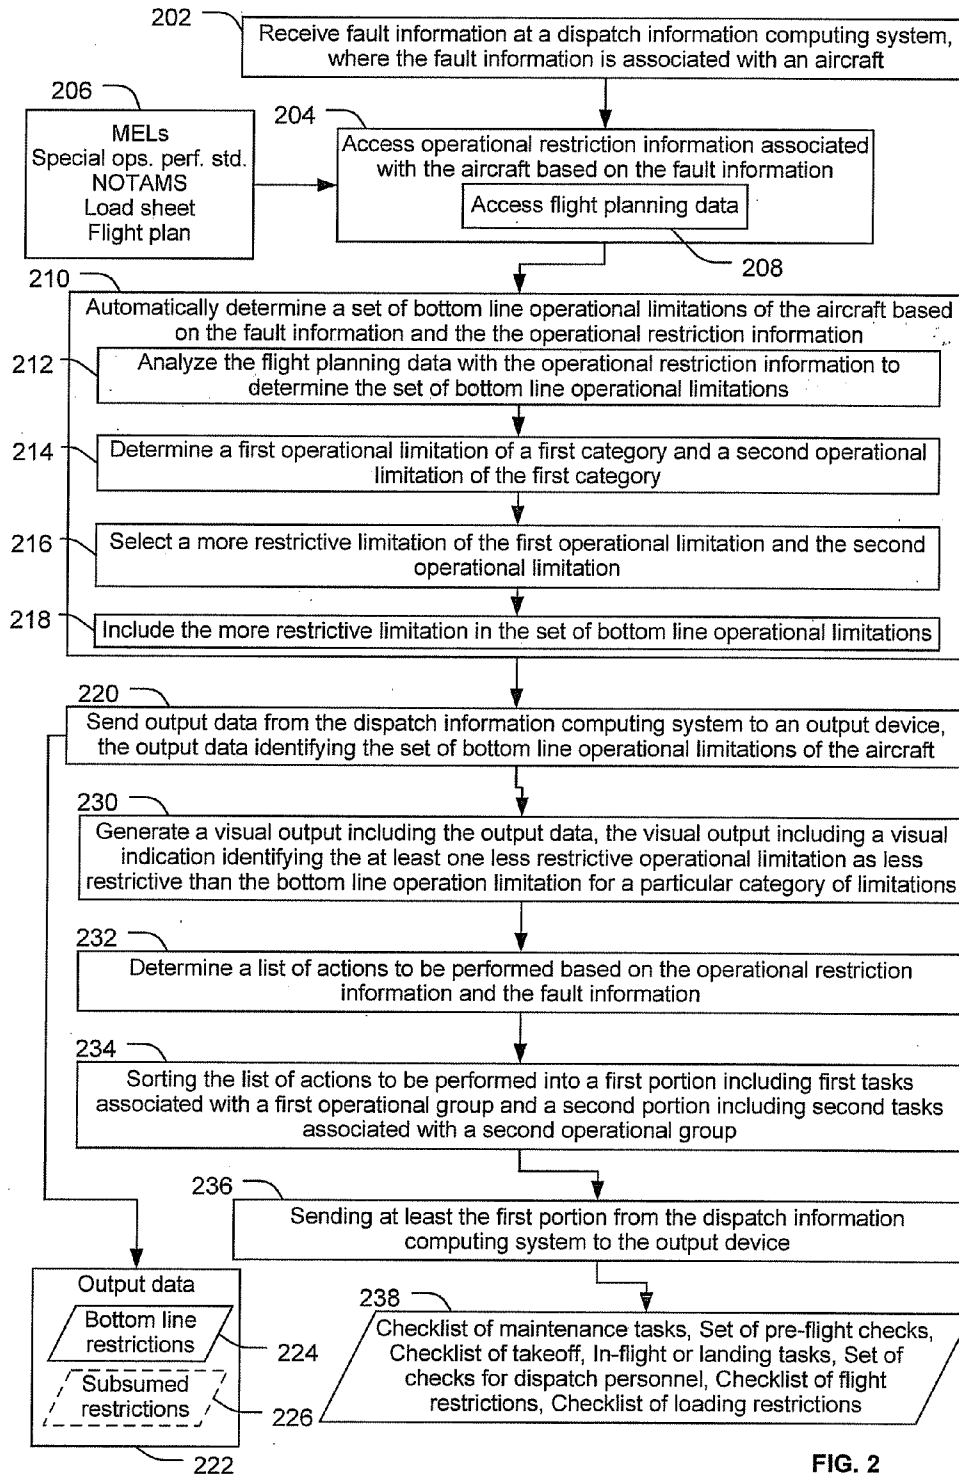 202
Receive fault information at a dispatch information computing system,
where the fault information is associated with an aircraft
206
MELs
Special ops. perf. std.
NOTAMS
Load sheet
Flight plan
204
Access operational restriction information associated
with the aircraft based on the fault information
Access flight planning data
208
210
Automatically determine a set of bottom line operational limitations of the aircraft based
on the fault information and the the operational restriction information
212
Analyze the flight planning data with the operational restriction information to
determine the set of bottom line operational limitations
214
Determine a first operational limitation of a first category and a second operational
limitation of the first category
216
Select a more restrictive limitation of the first operational limitation and the second
operational limitation
218
Include the more restrictive limitation in the set of bottom line operational limitations
220
Send output data from the dispatch information computing system to an output device,
the output data identifying the set of bottom line operational limitations of the aircraft
230
Generate a visual output including the output data, the visual output including a visual
indication identifying the at least one less restrictive operational limitation as less
restrictive than the bottom line operation limitation for a particular category of limitations
232
Determine a list of actions to be performed based on the operational restriction
information and the fault information
234
Sorting the list of actions to be performed into a first portion including first tasks
associated with a first operational group and a second portion including second tasks
associated with a second operational group
236
Sending at least the first portion from the dispatch information
computing system to the output device
Output data
Bottom line
restrictions
224
Subsumed
restrictions
226
222
238
Checklist of maintenance tasks, Set of pre-flight checks,
Checklist of takeoff, In-flight or landing tasks, Set of
checks for dispatch personnel, Checklist of flight
restrictions, Checklist of loading restrictions
FIG. 2